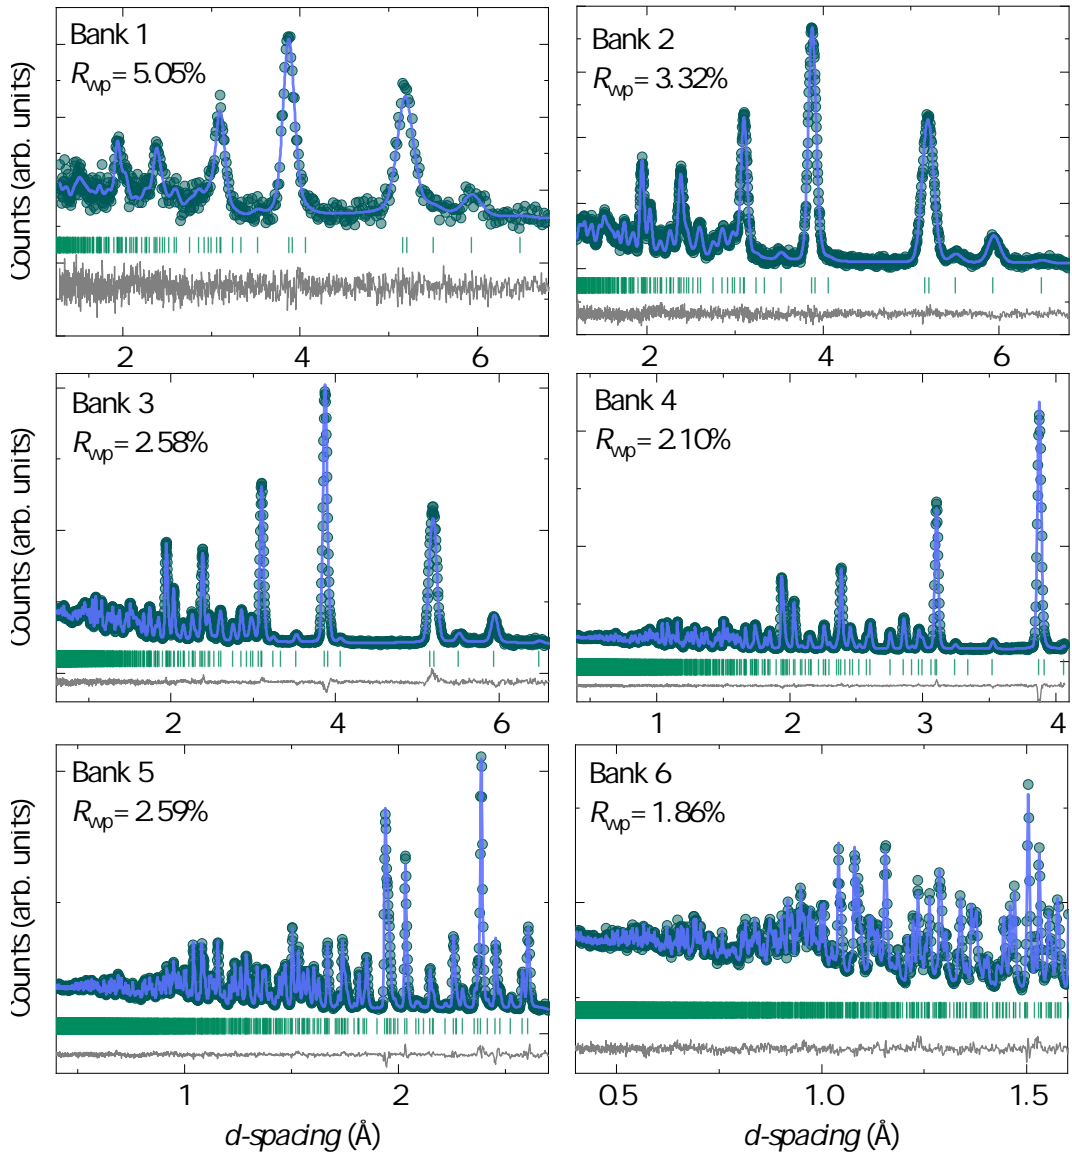 Bank 1
R_wp = 5.05%
Counts (arb. units)
2 4 6
Bank 2
R_wp = 3.32%
2 4 6
Bank 3
R_wp = 2.58%
Counts (arb. units)
2 4 6
Bank 4
R_wp = 2.10%
1 2 3 4
Bank 5
R_wp = 2.59%
Counts (arb. units)
1 2
d-spacing (Å)
Bank 6
R_wp = 1.86%
0.5 1.0 1.5
d-spacing (Å)